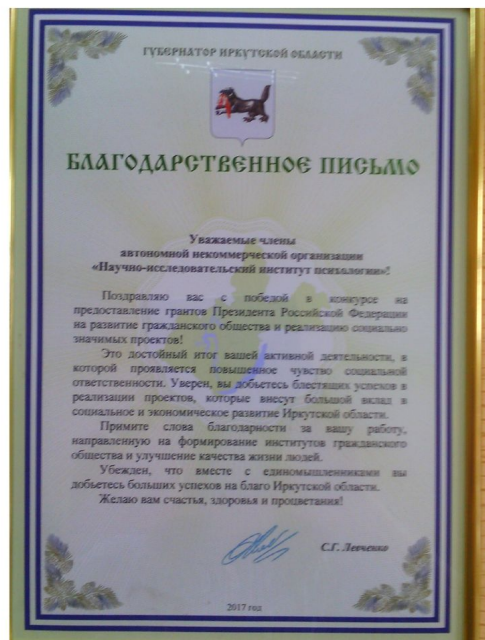 ГУБЕРНАТОР ИРКУТСКОЙ ОБЛАСТИ
БЛАГОДАРСТВЕННОЕ ПИСЬМО
Уважаемые члены
автономной некоммерческой организации
«Научно-исследовательский институт психологии»!
Поздравляю вас с победой в конкурсе на
предоставление грантов Президента Российской Федерации
на развитие гражданского общества и реализацию социально
значимых проектов!
Это достойный итог вашей активной деятельности, в
которой проявляется повышенное чувство социальной
ответственности. Уверен, вы добьетесь блестящих успехов в
реализации проектов, которые внесут большой вклад в
социальное и экономическое развитие Иркутской области.
Примите слова благодарности за вашу работу,
направленную на формирование институтов гражданского
общества и улучшение качества жизни людей.
Убежден, что вместе с единомышленниками вы
добьетесь больших успехов на благо Иркутской области.
Желаю вам счастья, здоровья и процветания!
С.Г. Левченко
2017 год